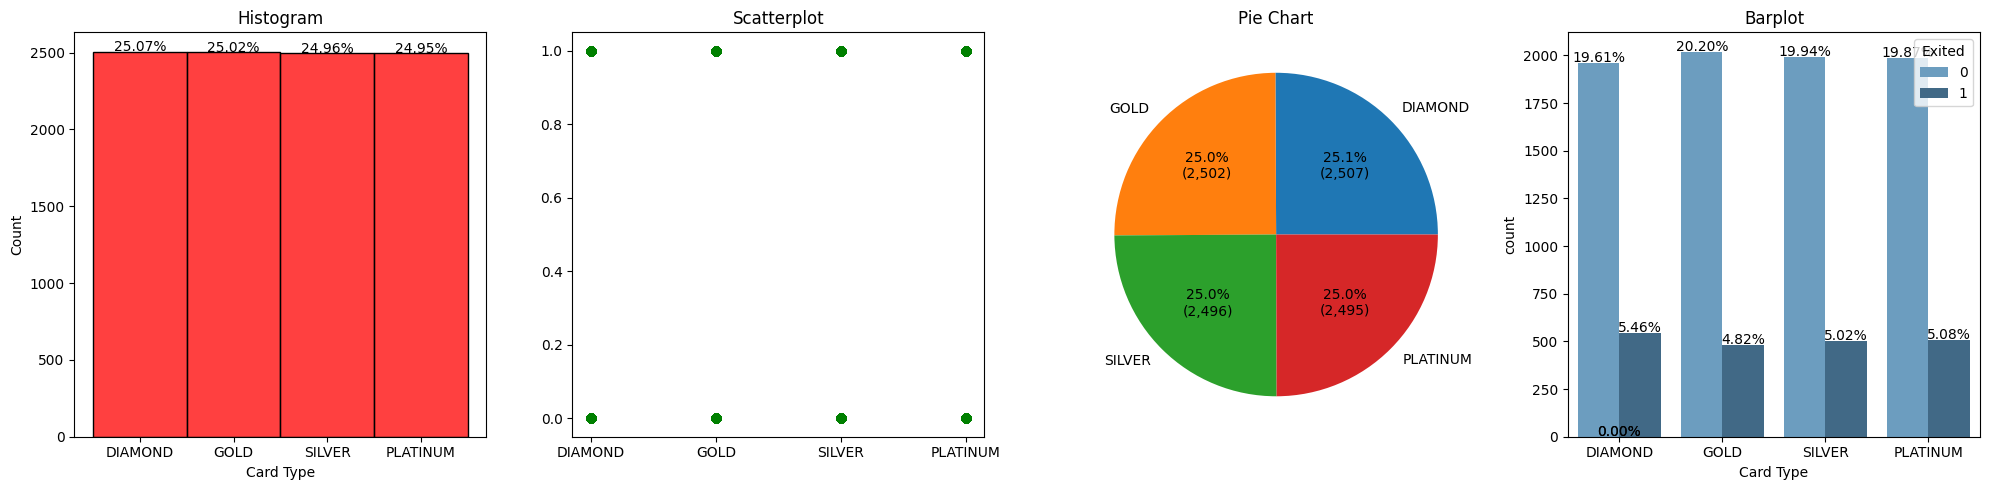 Histogram
2500
2000
1500
1000
500
0
Count
25.07%
25.02%
24.96%
24.95%
DIAMOND
GOLD
SILVER
PLATINUM
Card Type
Scatterplot
1.0
0.8
0.6
0.4
0.2
0.0
DIAMOND
GOLD
SILVER
PLATINUM
Pie Chart
GOLD
DIAMOND
25.0%
(2,502)
25.1%
(2,507)
25.0%
(2,496)
25.0%
(2,495)
SILVER
PLATINUM
Barplot
2000
1750
1500
1250
1000
750
500
250
0
count
19.61%
20.20%
19.94%
19.87%
Exited
0
1
5.46%
4.82%
5.02%
5.08%
0.00%
DIAMOND
GOLD
SILVER
PLATINUM
Card Type